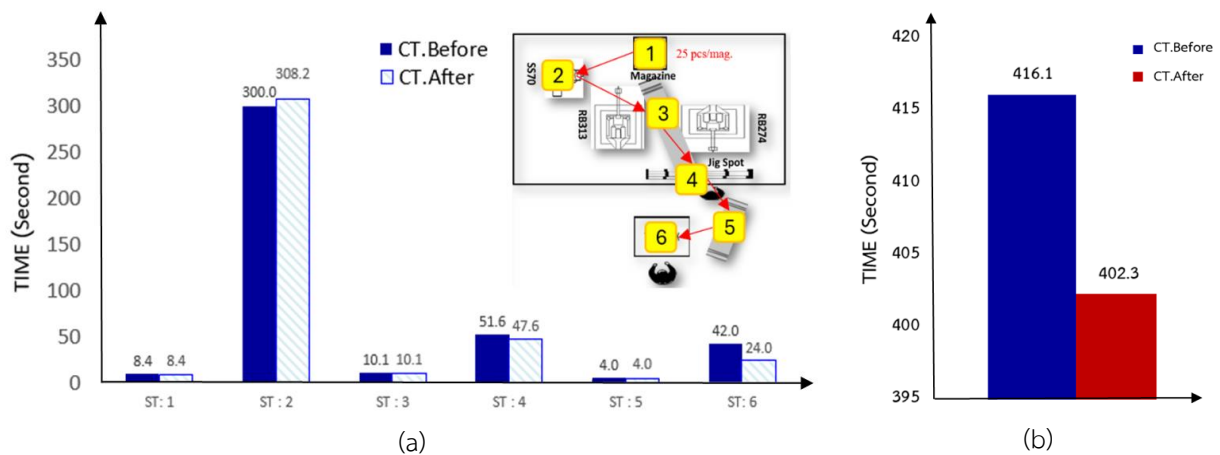 350
300
250
200
150
100
50
0
TIME (Second)
CT.Before
CT.After
8.4 8.4
300.0 308.2
10.1 10.1
51.6 47.6
4.0 4.0
42.0 24.0
ST : 1 ST : 2 ST : 3 ST : 4 ST : 5 ST : 6
1
25 pcs/mag.
Magazine
2
SS70
3
RB313
RB274
Jig Spot
4
5
6
(a)
420
415
410
405
400
395
TIME (Second)
CT.Before
CT.After
416.1
402.3
(b)